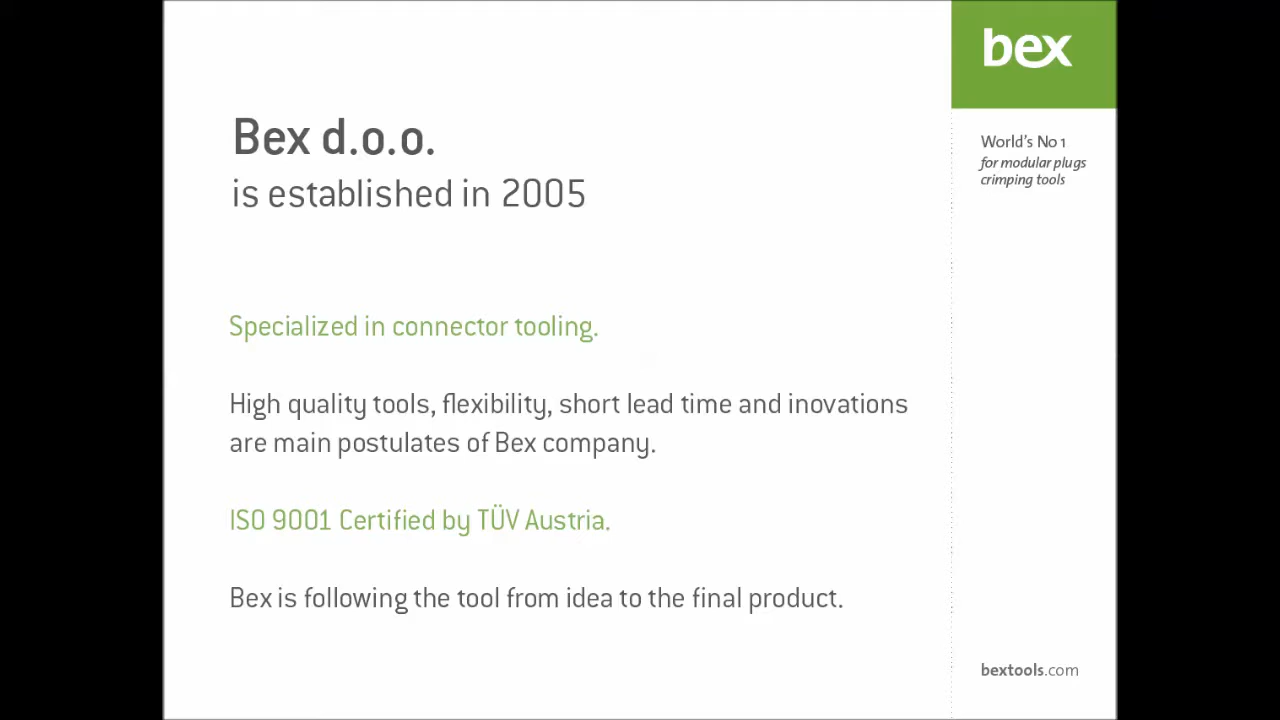 bex
World's No 1
for modular plugs
crimping tools
Bex d.o.o.
is established in 2005
Specialized in connector tooling.
High quality tools, flexibility, short lead time and inovations
are main postulates of Bex company.
ISO 9001 Certified by TÜV Austria.
Bex is following the tool from idea to the final product.
bextools.com